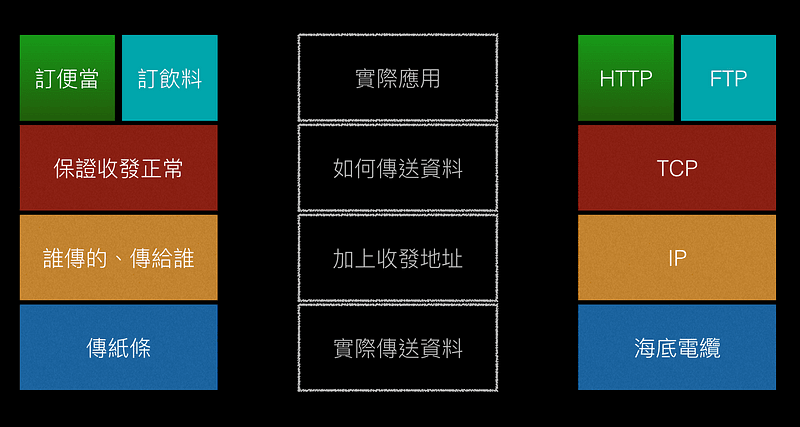 訂便當
訂飲料
實際應用
HTTP
FTP
保證收發正常
如何傳送資料
TCP
誰傳的、傳給誰
加上收發地址
IP
傳紙條
實際傳送資料
海底電纜